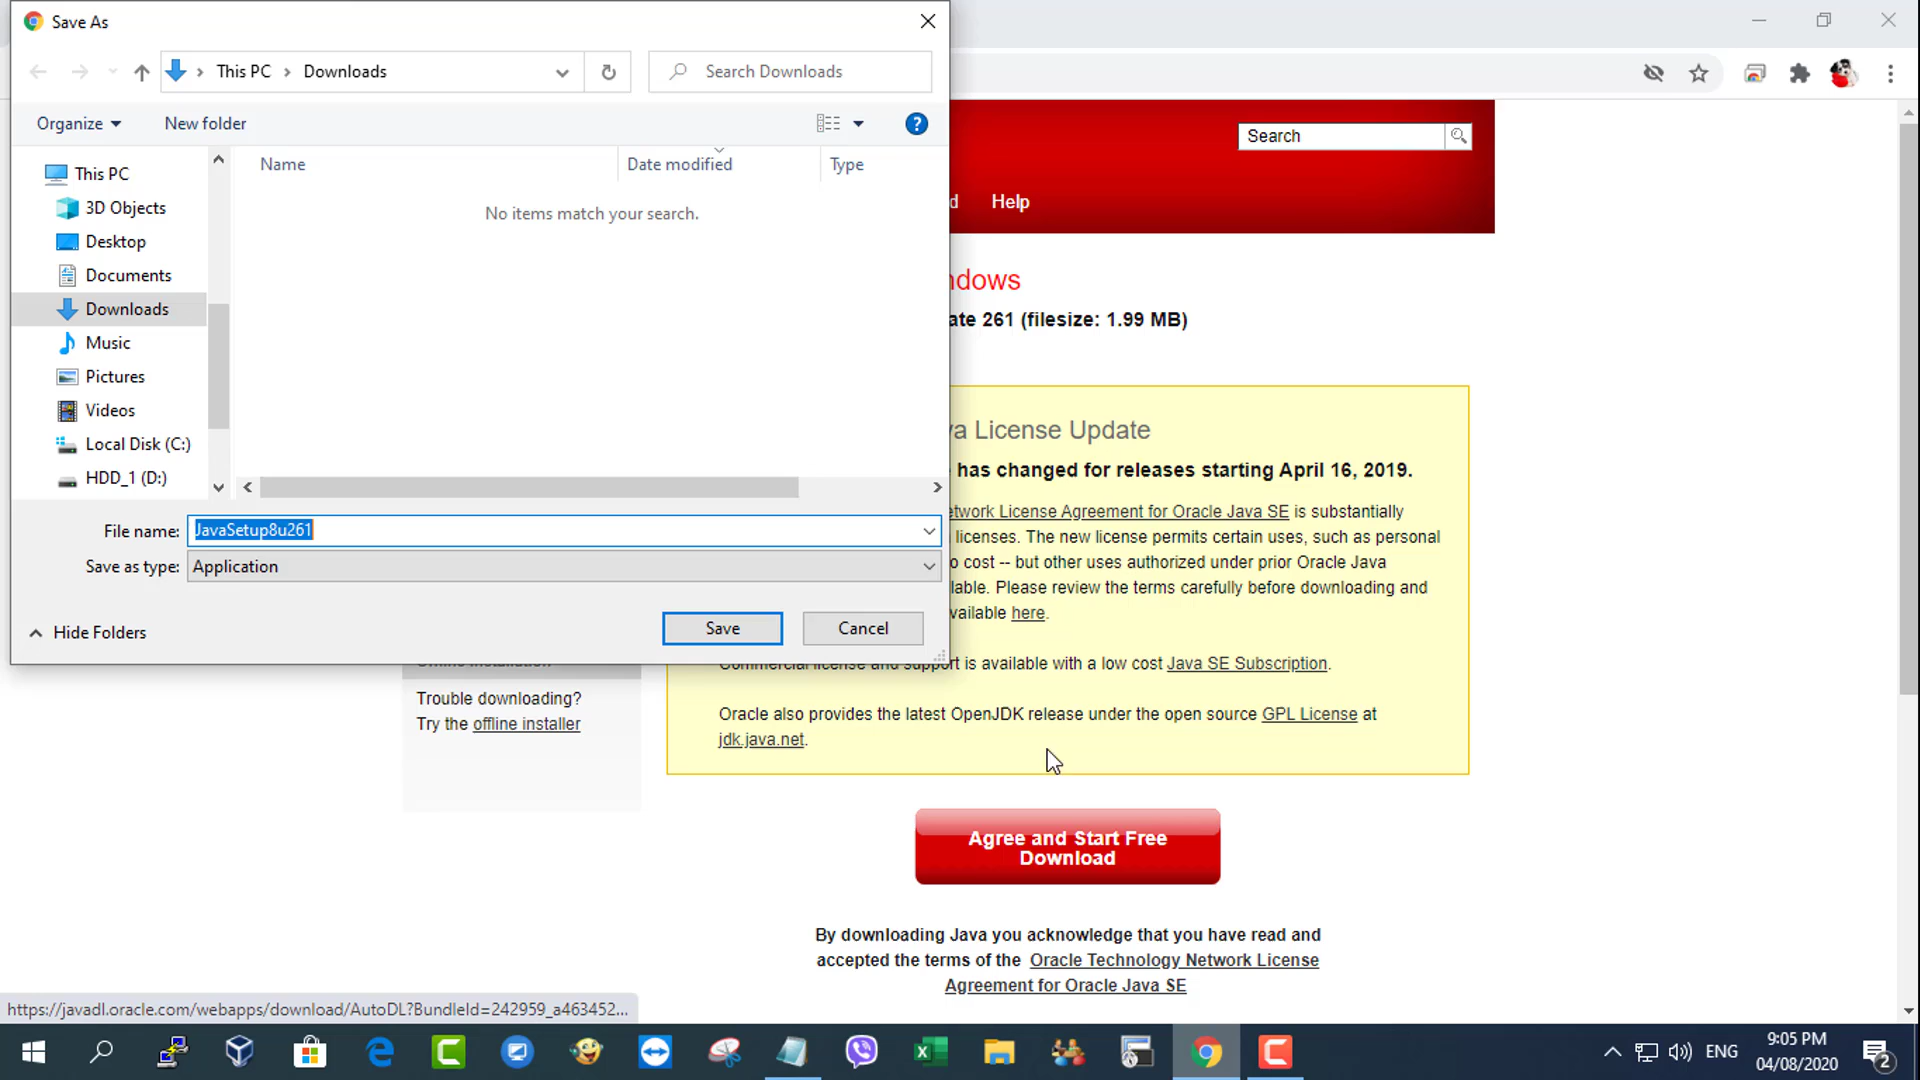 Save As
This PC
Downloads
Search Downloads
Organize
New folder
?
Name
Date modified
Type
No items match your search.
This PC
3D Objects
Desktop
Documents
Downloads
Music
Pictures
Videos
Local Disk (C:)
HDD_1 (D:)
File name:
JavaSetup8u261
Save as type:
Application
Hide Folders
Save
Cancel
Search
d
Help
ndows
ate 261 (filesize: 1.99 MB)
va License Update
has changed for releases starting April 16, 2019.
etwork License Agreement for Oracle Java SE is substantially
licenses. The new license permits certain uses, such as personal
o cost -- but other uses authorized under prior Oracle Java
lable. Please review the terms carefully before downloading and
vailable here.
Commercial license and support is available with a low cost Java SE Subscription.
Oracle also provides the latest OpenJDK release under the open source GPL License at
jdk.java.net.
Trouble downloading?
Try the offline installer
Agree and Start Free
Download
By downloading Java you acknowledge that you have read and
accepted the terms of the Oracle Technology Network License
Agreement for Oracle Java SE
https://javadl.oracle.com/webapps/download/AutoDL?BundleId=242959_a463452...
ENG
9:05 PM
04/08/2020
2